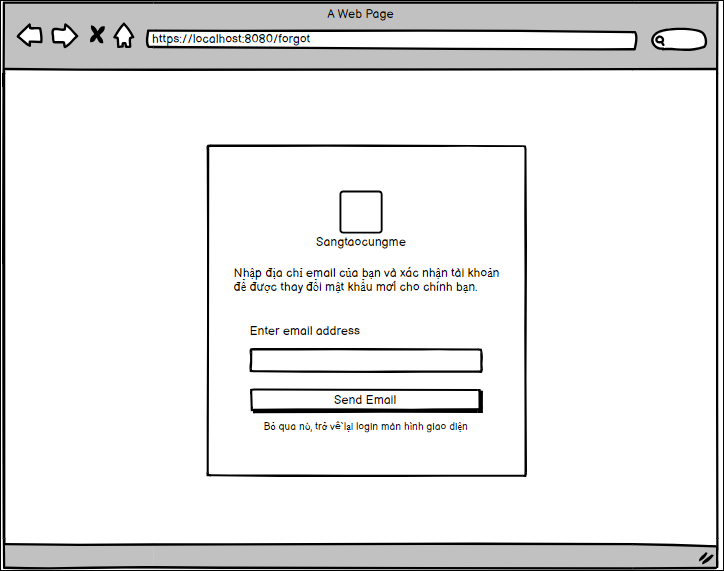 A Web Page
https://localhost:8080/forgot
Sangtaocungme
Nhập địa chỉ email của bạn và xác nhận tài khoản
để được thay đổi mật khẩu mới cho chính bạn.
Enter email address
Send Email
Bỏ qua nó, trở về lại login màn hình giao diện